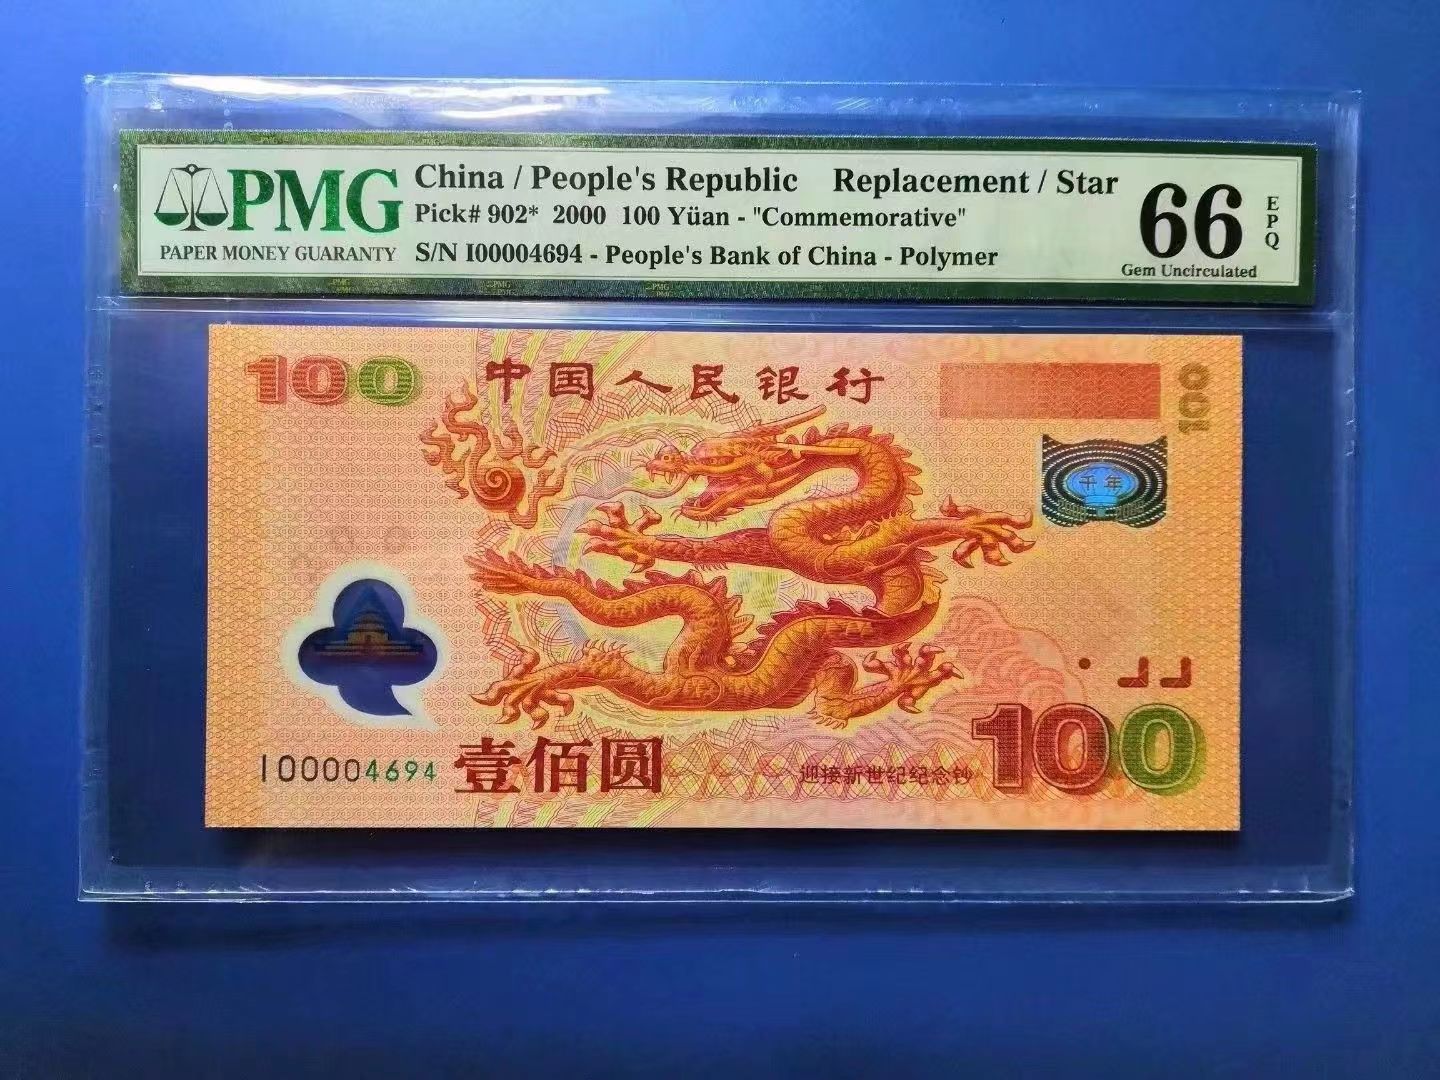 PMG
PAPER MONEY GUARANTY
China / People's Republic Replacement / Star
Pick# 902* 2000 100 Yüan - "Commemorative"
S/N I00004694 - People's Bank of China - Polymer
66 EPQ
Gem Uncirculated
100
中国人民银行
100
千年
I00004694
壹佰圆
迎接新世纪纪念钞
100